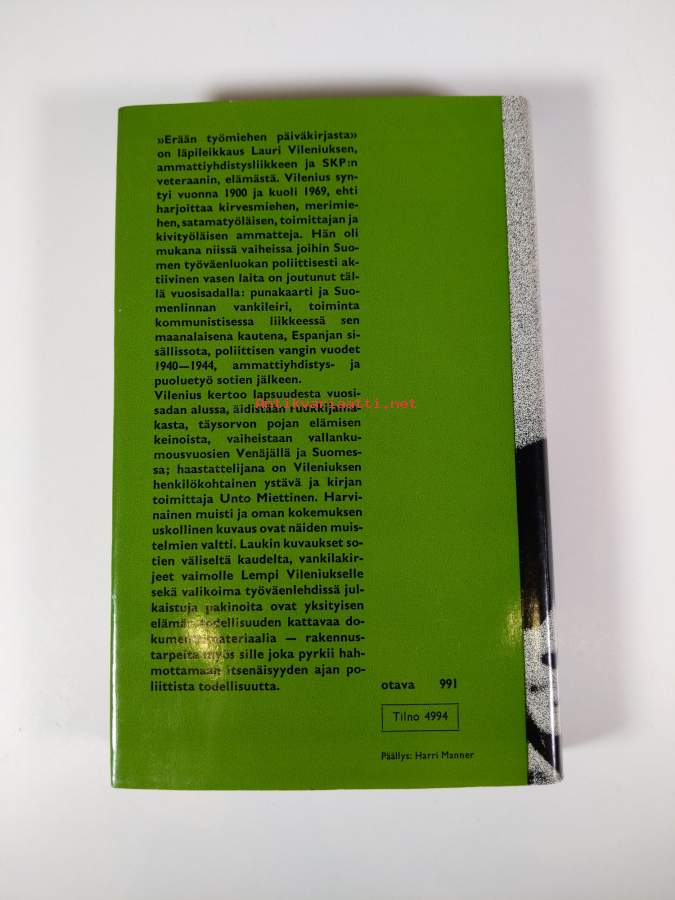 »Erään työmiehen päiväkirjasta»
on läpileikkaus Lauri Vileniuksen,
ammattiyhdistysliikkeen ja SKP:n
veteraanin, elämästä. Vilenius syn-
tyi vuonna 1900 ja kuoli 1969, ehti
harjoittaa kirvesmiehen, merimie-
hen, satamatyöläisen, toimittajan ja
kivityöläisen ammatteja. Hän oli
mukana niissä vaiheissa joihin Suo-
men työväenluokan poliittisesti ak-
tiivinen vasen laita on joutunut täl-
lä vuosisadalla: punakaarti ja Suo-
menlinnan vankileiri, toiminta
kommunistisessa liikkeessä sen
maanalaisena kautena, Espanjan si-
sällissota, poliittisen vangin vuodet
1940—1944, ammattiyhdistys- ja
puoluetyö sotien jälkeen.
Vilenius kertoo lapsuudesta vuosi-
sadan alussa, äidistään ruukkijama-
kasta, täysorvon pojan elämisen
keinoista, vaiheistaan vallanku-
mousvuosien Venäjällä ja Suomes-
sa; haastattelijana on Vileniuksen
henkilökohtainen ystävä ja kirjan
toimittaja Unto Miettinen. Harvi-
nainen muisti ja oman kokemuksen
uskollinen kuvaus ovat näiden muis-
telmien valtti. Laukin kuvaukset so-
tien väliseltä kaudelta, vankilakir-
jeet vaimolle Lempi Vileniukselle
sekä valikoima työväenlehdissä jul-
kaistuja pakinoita ovat yksityisen
elämän todellisuuden kattavaa do-
kumenttimateriaalia — rakennus-
tarpeita myös sille joka pyrkii hah-
mottamaan itsenäisyyden ajan po-
liittista todellisuutta.
Antikvariaatti.net
otava 991
Tilno 4994
Päällys: Harri Manner